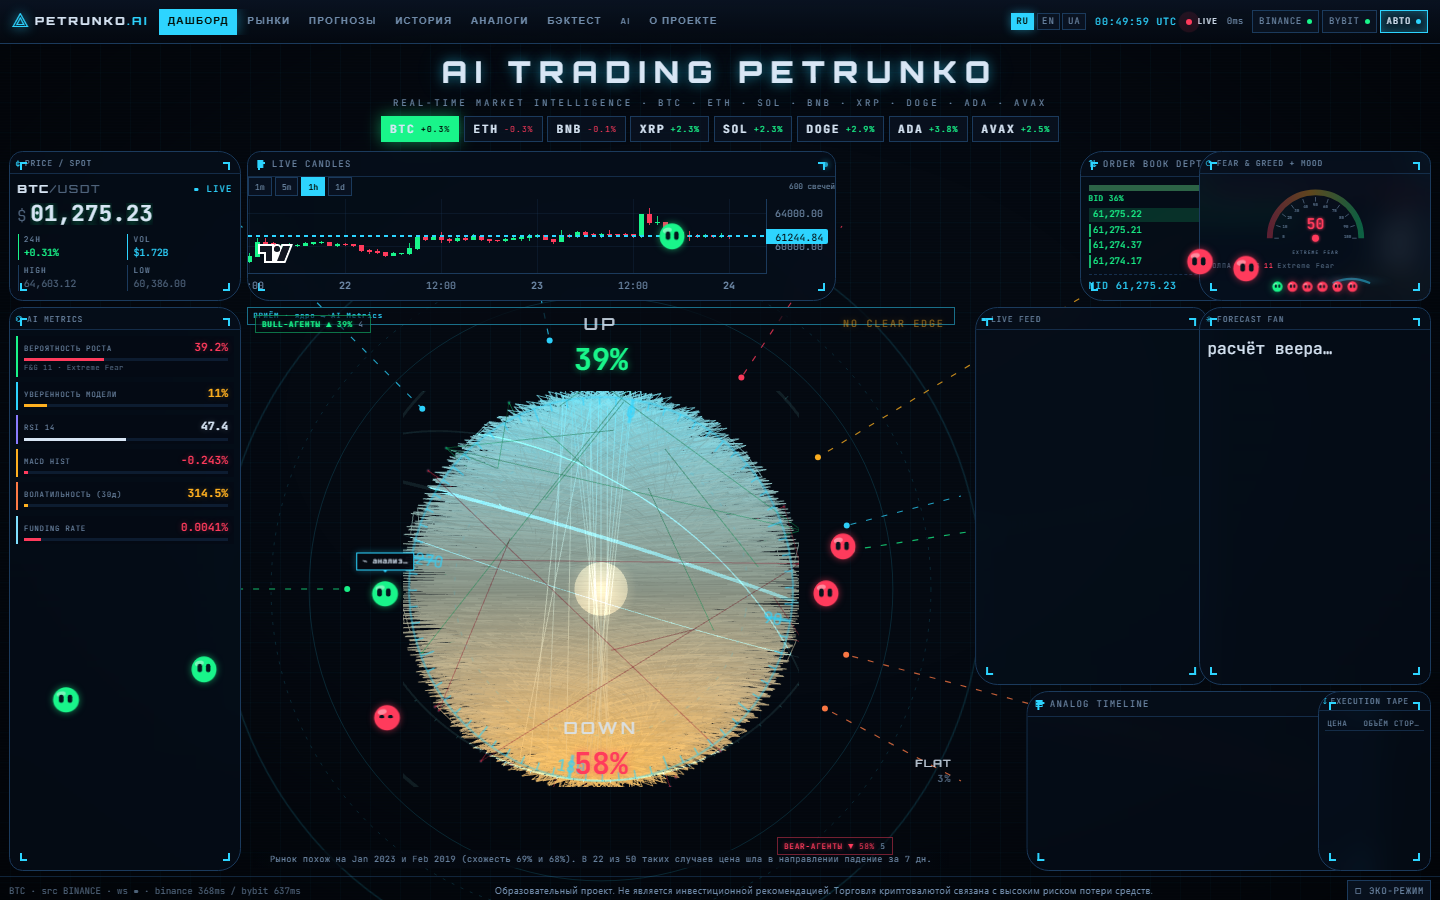 PETRUNKO.AI
ДАШБОРД РЫНКИ ПРОГНОЗЫ ИСТОРИЯ АНАЛОГИ БЭКТЕСТ AI О ПРОЕКТЕ
RU EN UA 00:49:59 UTC LIVE 0ms BINANCE BYBIT АВТО
AI TRADING PETRUNKO
REAL-TIME MARKET INTELLIGENCE · BTC · ETH · SOL · BNB · XRP · DOGE · ADA · AVAX
BTC +0.3% ETH -0.3% BNB -0.1% XRP +2.3% SOL +2.3% DOGE +2.9% ADA +3.8% AVAX +2.5%
PRICE / SPOT
BTC/USDT LIVE
$ 01,275.23
24H VOL
+0.31% $1.72B
HIGH LOW
64,603.12 60,386.00
LIVE CANDLES
1m 5m 1h 1d
600 свечей
64000.00
61244.84
60000.00
22 12:00 23 12:00 24
ORDER BOOK DEPT
BID 36%
61,275.22
61,275.21
61,274.37
61,274.17
MID 61,275.23
FEAR & GREED + MOOD
50
EXTREME FEAR
11 Extreme Fear
AI METRICS
ВЕРОЯТНОСТЬ РОСТА 39.2%
F&G 11 · Extreme Fear
УВЕРЕННОСТЬ МОДЕЛИ 11%
RSI 14 47.4
MACD HIST -0.243%
ВОЛАТИЛЬНОСТЬ (30д) 314.5%
FUNDING RATE 0.0041%
BULL-АГЕНТЫ ▲ 39% 4
UP
39%
NO CLEAR EDGE
~ анализ…
DOWN
58%
FLAT
3%
BEAR-АГЕНТЫ ▼ 58% 5
Рынок похож на Jan 2023 и Feb 2019 (схожесть 69% и 68%). В 22 из 50 таких случаев цена шла в направлении падение за 7 дн.
LIVE FEED
FORECAST FAN
расчёт веера…
ANALOG TIMELINE
EXECUTION TAPE
ЦЕНА ОБЪЁМ СТОР…
BTC · src BINANCE · ws = · binance 368ms / bybit 637ms
Образовательный проект. Не является инвестиционной рекомендацией. Торговля криптовалютой связана с высоким риском потери средств.
ЭКО-РЕЖИМ